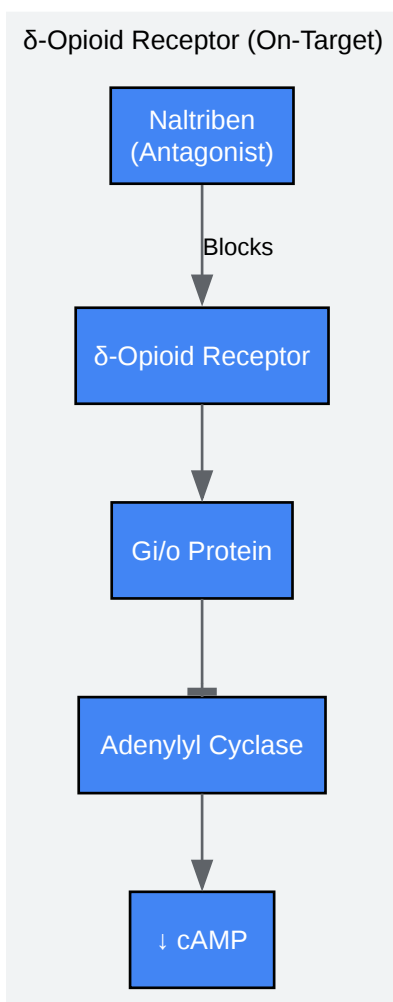 δ-Opioid Receptor (On-Target)
Naltriben
(Antagonist)
Blocks
δ-Opioid Receptor
Gi/o Protein
Adenylyl Cyclase
↓ cAMP